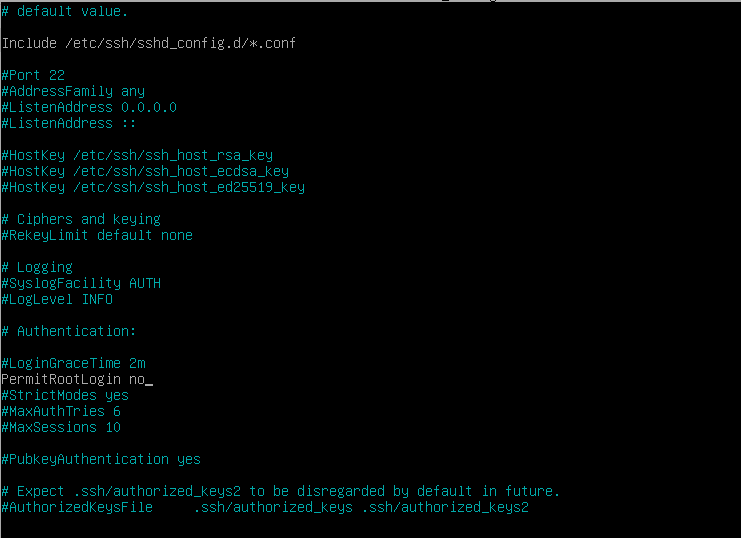 # default value.
Include /etc/ssh/sshd_config.d/*.conf
#Port 22
#AddressFamily any
#ListenAddress 0.0.0.0
#ListenAddress ::
#HostKey /etc/ssh/ssh_host_rsa_key
#HostKey /etc/ssh/ssh_host_ecdsa_key
#HostKey /etc/ssh/ssh_host_ed25519_key
# Ciphers and keying
#RekeyLimit default none
# Logging
#SyslogFacility AUTH
#LogLevel INFO
# Authentication:
#LoginGraceTime 2m
PermitRootLogin no
#StrictModes yes
#MaxAuthTries 6
#MaxSessions 10
#PubkeyAuthentication yes
# Expect .ssh/authorized_keys2 to be disregarded by default in future.
#AuthorizedKeysFile     .ssh/authorized_keys .ssh/authorized_keys2